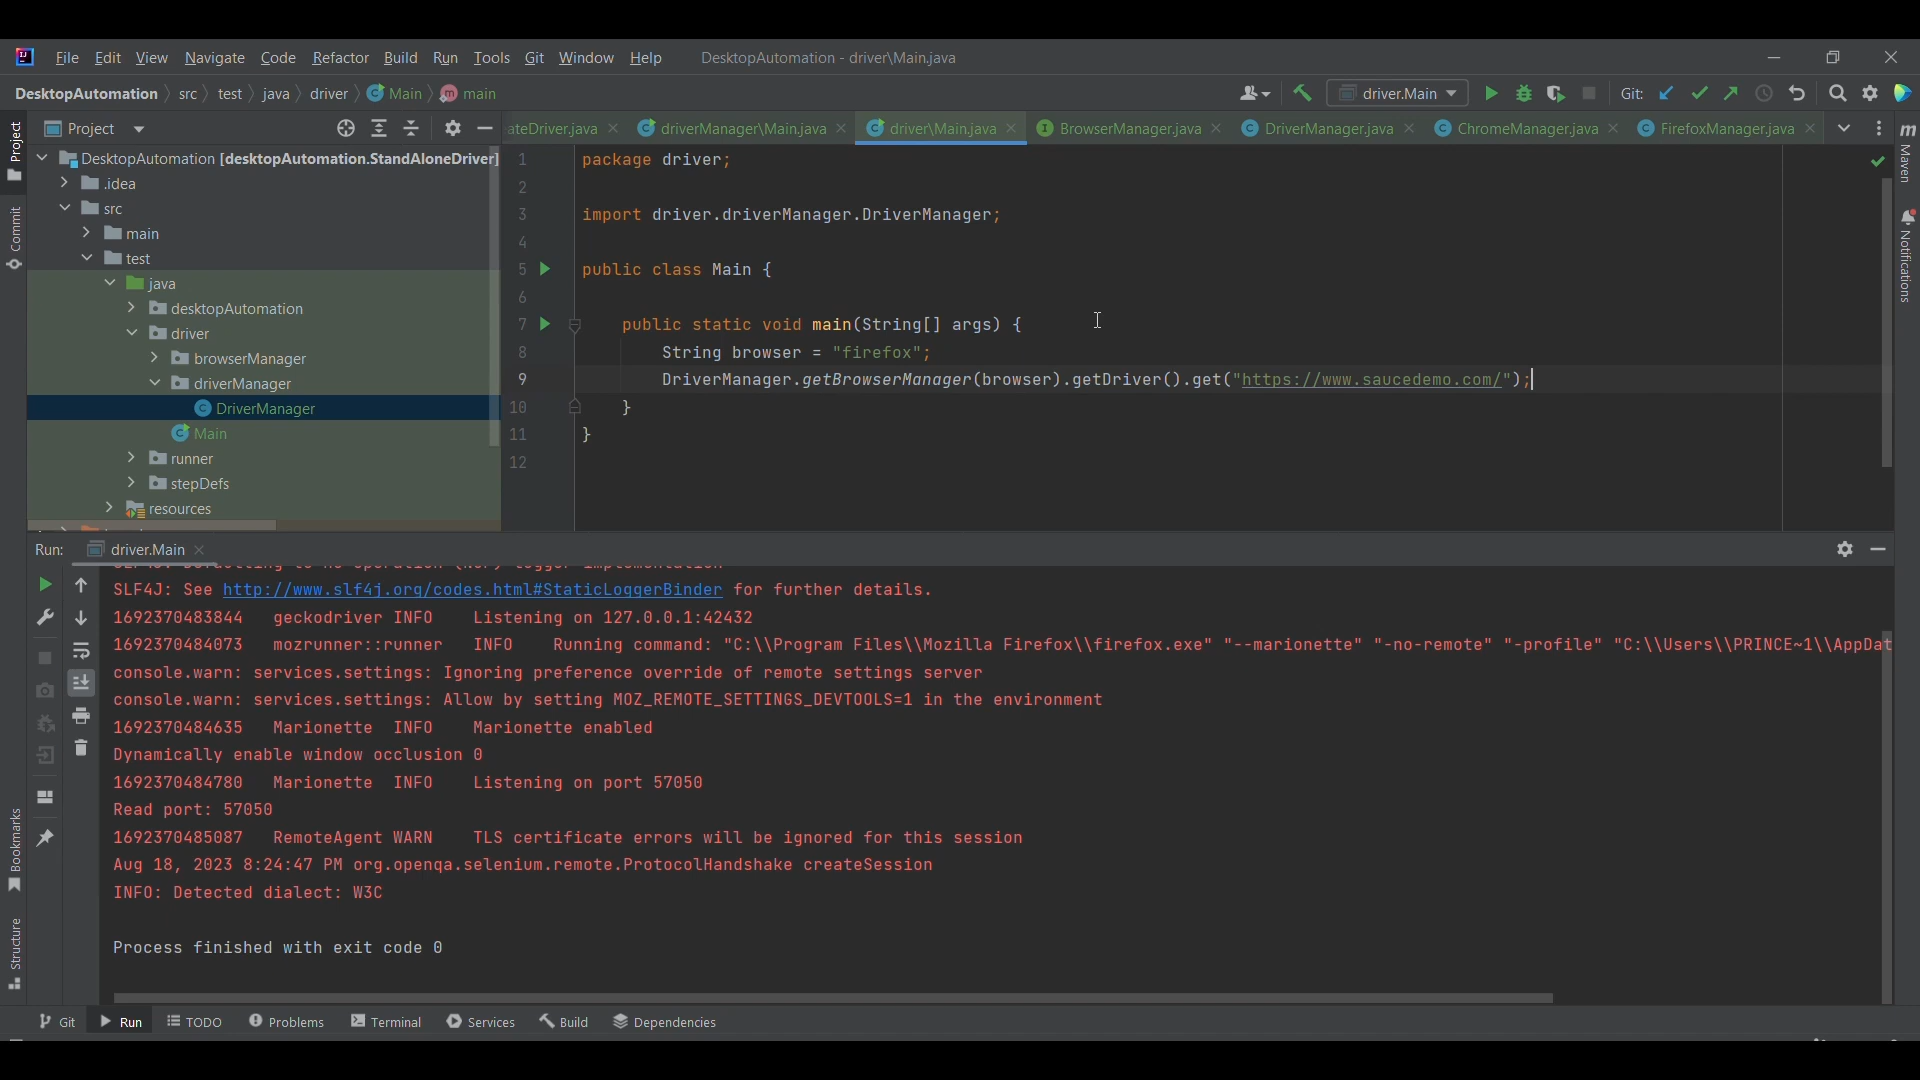 File Edit View Navigate Code Refactor Build Run Tools Git Window Help DesktopAutomation - driver\Main.java
DesktopAutomation src test java driver Main main driver.Main Git:
Project
ateDriver.java driverManager\Main.java driver\Main.java BrowserManager.java DriverManager.java ChromeManager.java FirefoxManager.java
Project
Commit
Bookmarks
Structure
Maven
Notifications
DesktopAutomation [desktopAutomation.StandAloneDriver]
.idea
src
main
test
java
desktopAutomation
driver
browserManager
driverManager
DriverManager
Main
runner
stepDefs
resources
1 package driver;
2
3 import driver.driverManager.DriverManager;
4
5 public class Main {
6
7 public static void main(String[] args) {
8 String browser = "firefox";
9 DriverManager.getBrowserManager(browser).getDriver().get("https://www.saucedemo.com/");
10 }
11 }
12
Run: driver.Main
SLF4J: See http://www.slf4j.org/codes.html#StaticLoggerBinder for further details.
1692370483844 geckodriver INFO Listening on 127.0.0.1:42432
1692370484073 mozrunner::runner INFO Running command: "C:\\Program Files\\Mozilla Firefox\\firefox.exe" "--marionette" "-no-remote" "-profile" "C:\\Users\\PRINCE~1\\AppDat
console.warn: services.settings: Ignoring preference override of remote settings server
console.warn: services.settings: Allow by setting MOZ_REMOTE_SETTINGS_DEVTOOLS=1 in the environment
1692370484635 Marionette INFO Marionette enabled
Dynamically enable window occlusion 0
1692370484780 Marionette INFO Listening on port 57050
Read port: 57050
1692370485087 RemoteAgent WARN TLS certificate errors will be ignored for this session
Aug 18, 2023 8:24:47 PM org.openqa.selenium.remote.ProtocolHandshake createSession
INFO: Detected dialect: W3C
Process finished with exit code 0
Git Run TODO Problems Terminal Services Build Dependencies